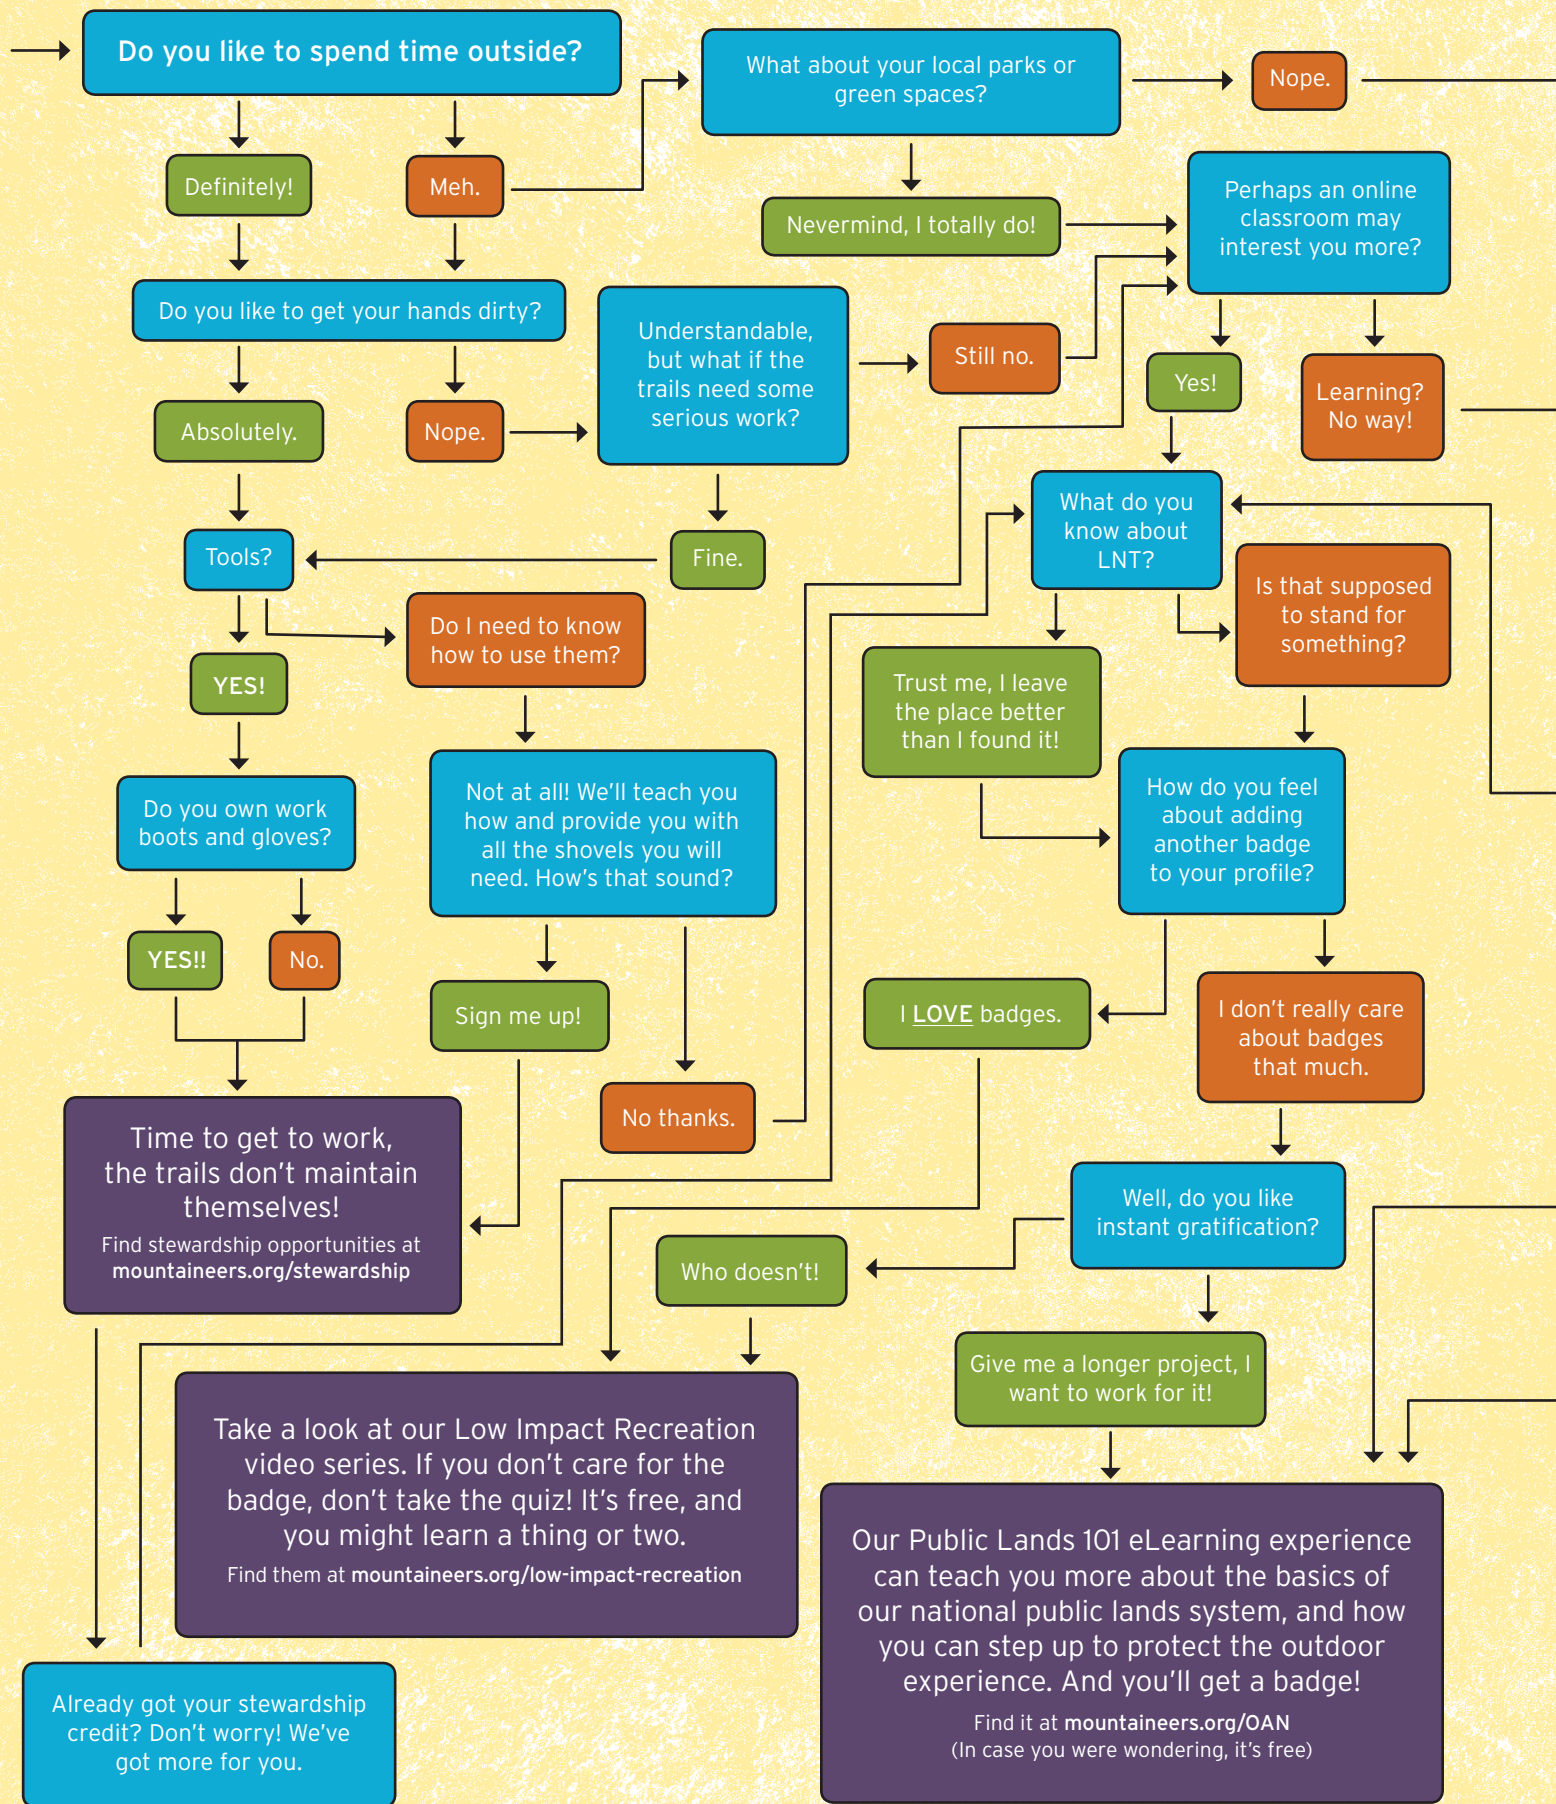 Do you like to spend time outside?
What about your local parks or
green spaces?
Nope.
Definitely!
Meh.
Nevermind, I totally do!
Perhaps an online
classroom may
interest you more?
Do you like to get your hands dirty?
Understandable,
but what if the
trails need some
serious work?
Still no.
Yes!
Learning?
No way!
Absolutely.
Nope.
What do you
know about
LNT?
Tools?
Fine.
Is that supposed
to stand for
something?
Do I need to know
how to use them?
YES!
Trust me, I leave
the place better
than I found it!
Do you own work
boots and gloves?
Not at all! We'll teach you
how and provide you with
all the shovels you will
need. How's that sound?
How do you feel
about adding
another badge
to your profile?
YES!!
No.
Sign me up!
I LOVE badges.
I don't really care
about badges
that much.
No thanks.
Time to get to work,
the trails don't maintain
themselves!
Find stewardship opportunities at
mountaineers.org/stewardship
Well, do you like
instant gratification?
Who doesn't!
Give me a longer project, I
want to work for it!
Take a look at our Low Impact Recreation
video series. If you don't care for the
badge, don't take the quiz! It's free, and
you might learn a thing or two.
Find them at mountaineers.org/low-impact-recreation
Our Public Lands 101 eLearning experience
can teach you more about the basics of
our national public lands system, and how
you can step up to protect the outdoor
experience. And you'll get a badge!
Find it at mountaineers.org/OAN
(In case you were wondering, it's free)
Already got your stewardship
credit? Don't worry! We've
got more for you.